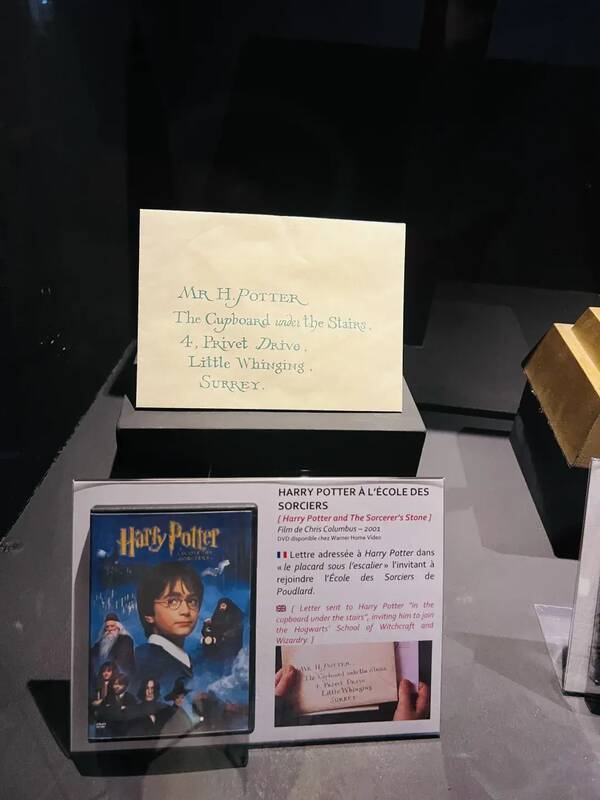 MR H. POTTER
The Cupboard under the Stairs,
4, Privet Drive,
Little Whinging,
SURREY.
Harry Potter
HARRY POTTER À L'ÉCOLE DES
SORCIERS
[ Harry Potter and The Sorcerer's Stone ]
Film de Chris Columbus – 2001
DVD disponible chez Warner Home Video
Lettre adressée à Harry Potter dans
« le placard sous l'escalier » l'invitant à
rejoindre l'École des Sorciers de
Poudlard.
[ Letter sent to Harry Potter "in the
cupboard under the stairs", inviting him to join
the Hogwarts' School of Witchcraft and
Wizardry. ]
MR H. POTTER
The Cupboard under the Stairs
4, Privet Drive
Little Whinging
SURREY